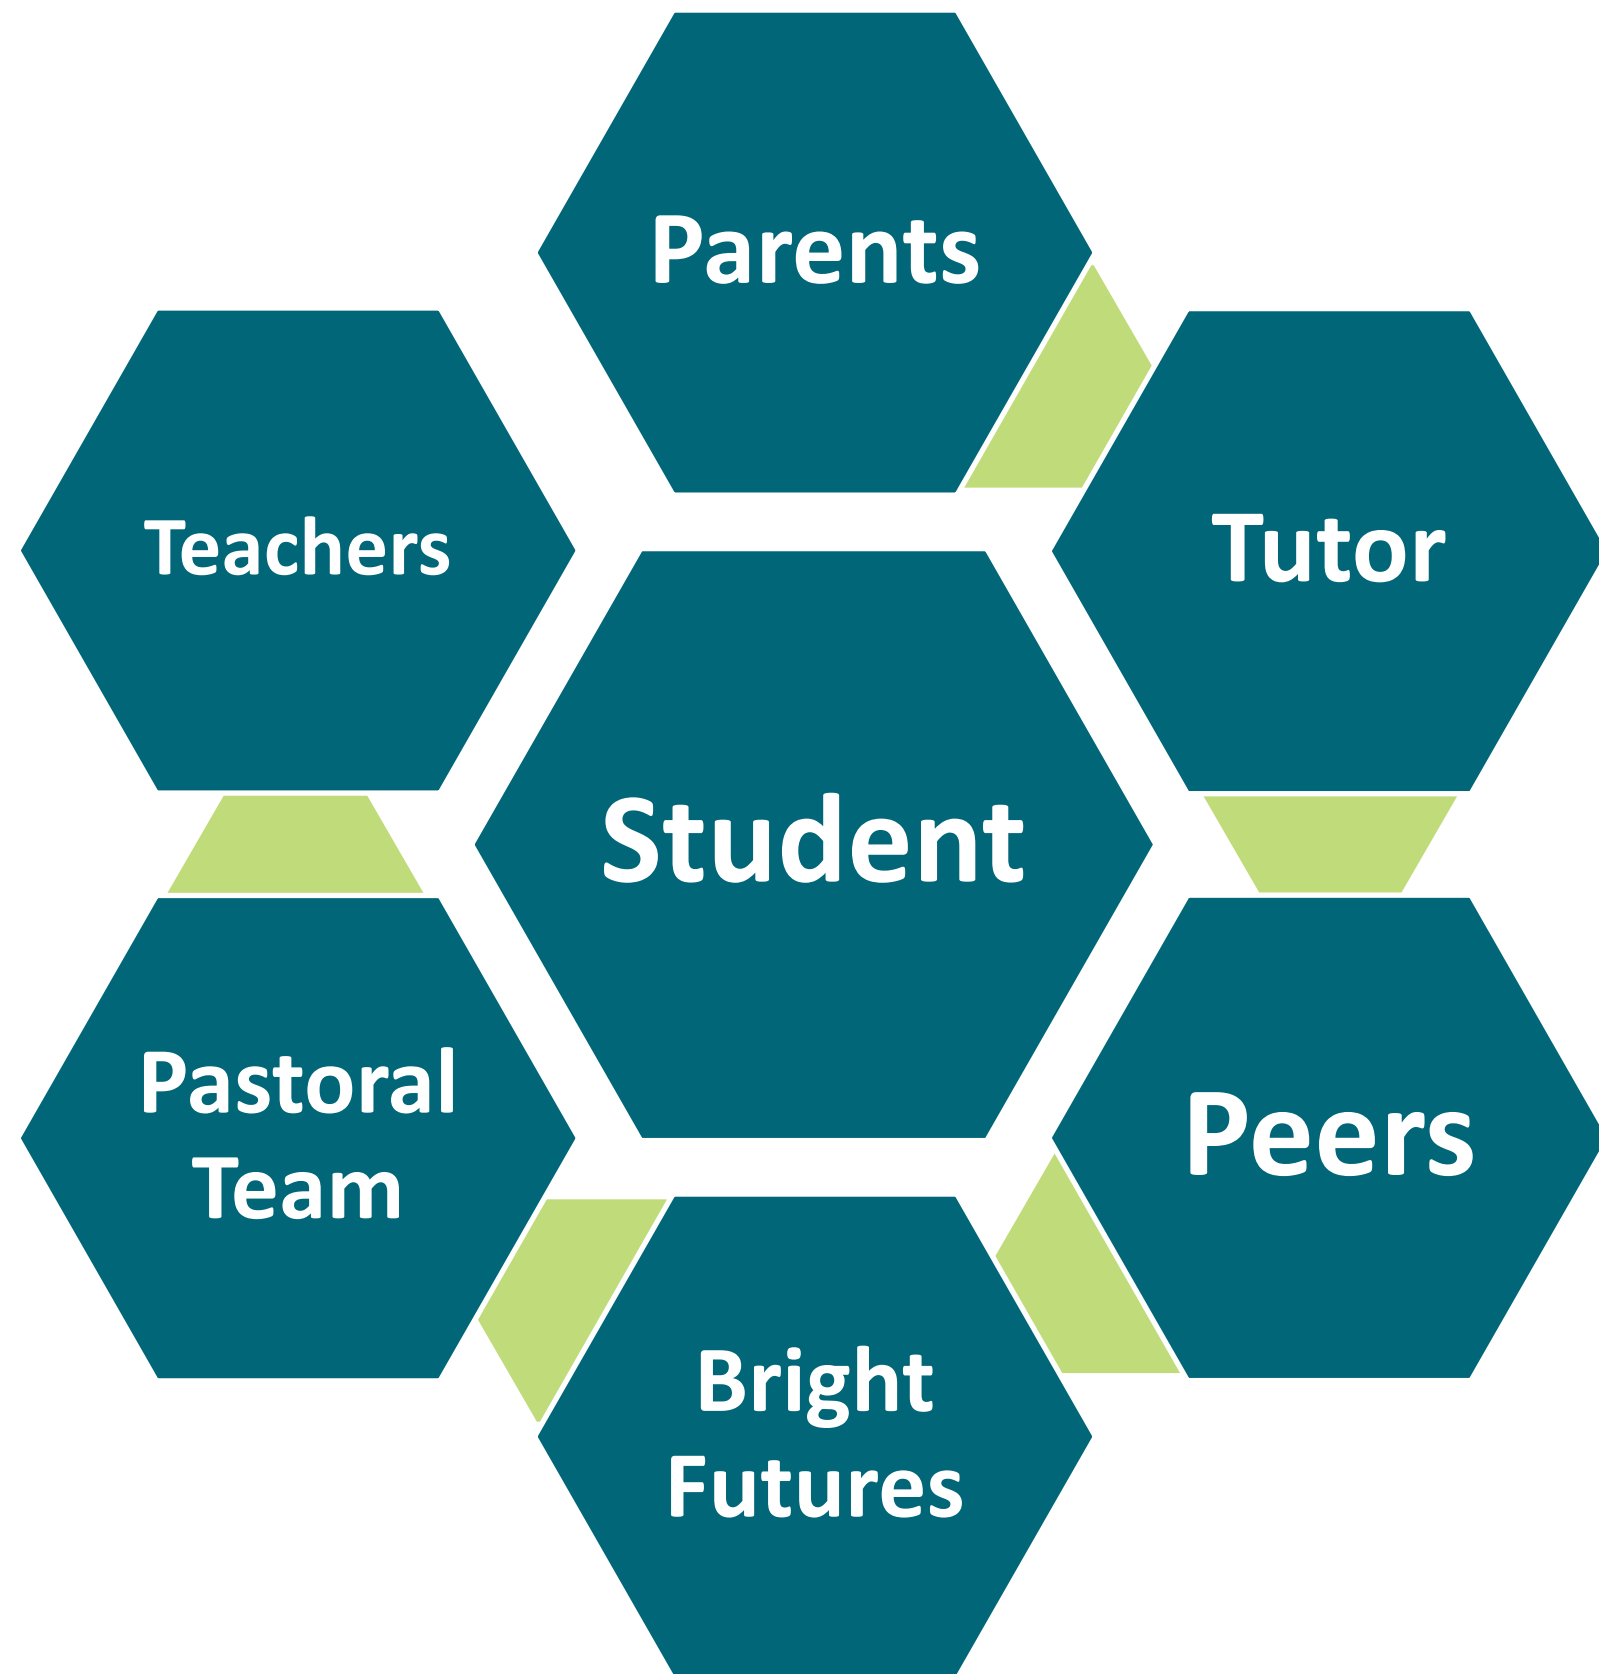 Parents
Teachers
Tutor
Student
Pastoral
Team
Peers
Bright
Futures